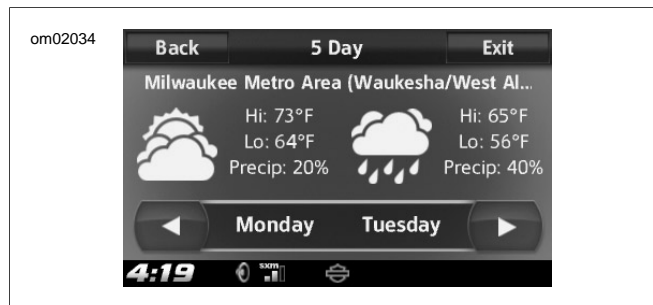 om02034
Back 5 Day Exit
Milwaukee Metro Area (Waukesha/West Al...
Hi: 73°F Hi: 65°F
Lo: 64°F Lo: 56°F
Precip: 20% Precip: 40%
Monday Tuesday
4:19 sxm